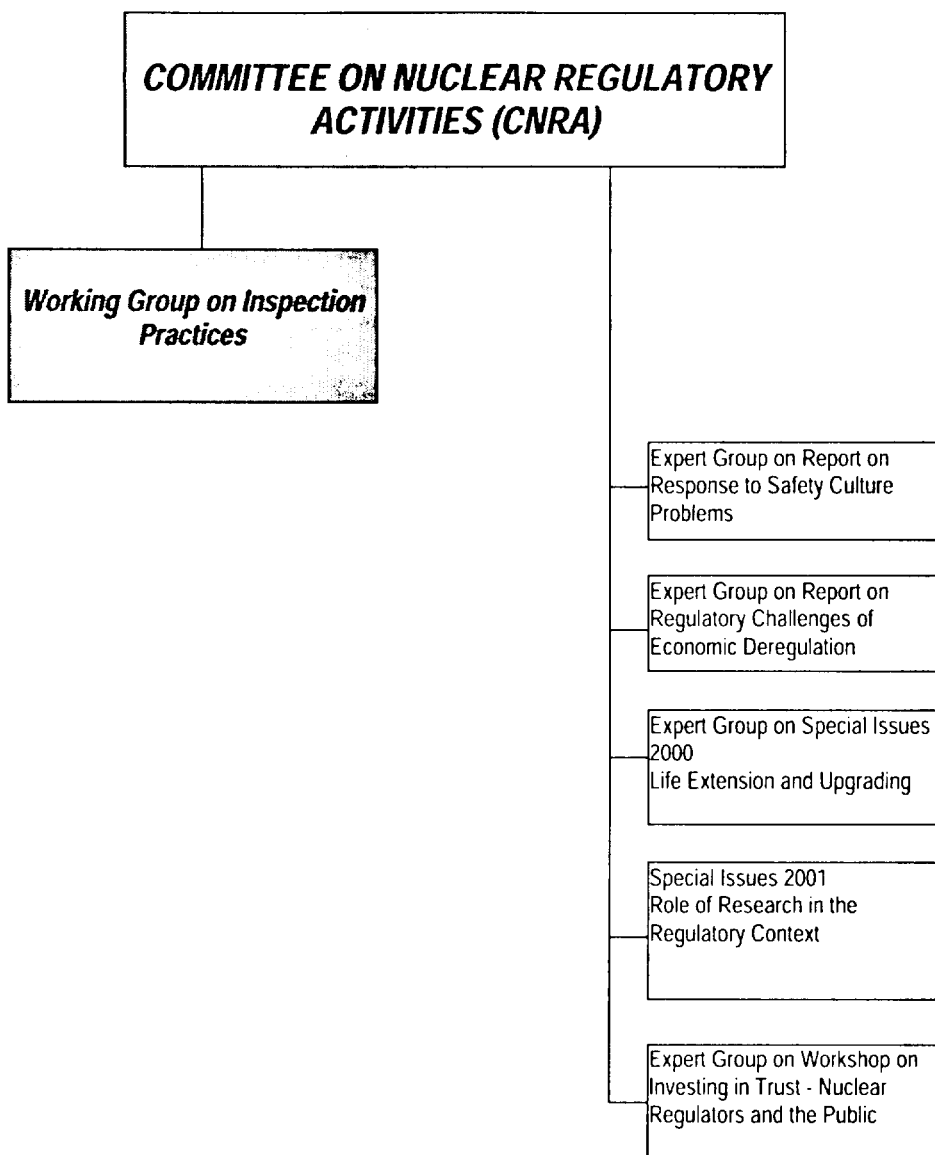 COMMITTEE ON NUCLEAR REGULATORY
ACTIVITIES (CNRA)
Working Group on Inspection
Practices
Expert Group on Report on
Response to Safety Culture
Problems
Expert Group on Report on
Regulatory Challenges of
Economic Deregulation
Expert Group on Special Issues
2000
Life Extension and Upgrading
Special Issues 2001
Role of Research in the
Regulatory Context
Expert Group on Workshop on
Investing in Trust - Nuclear
Regulators and the Public